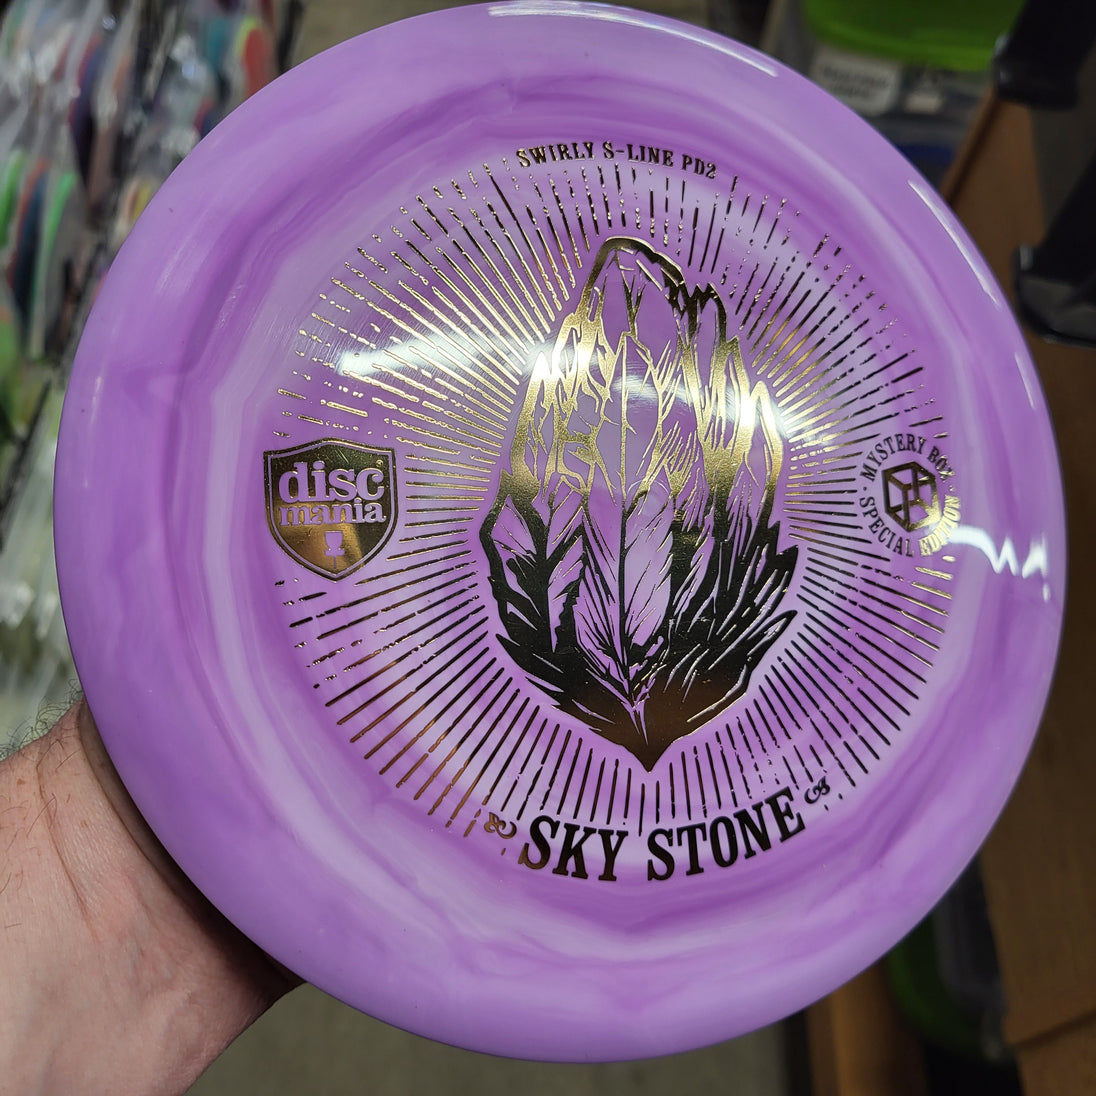 SWIRLY S-LINE PD2
disc
mania
MYSTERY BOX
SPECIAL EDITION
SKY STONE